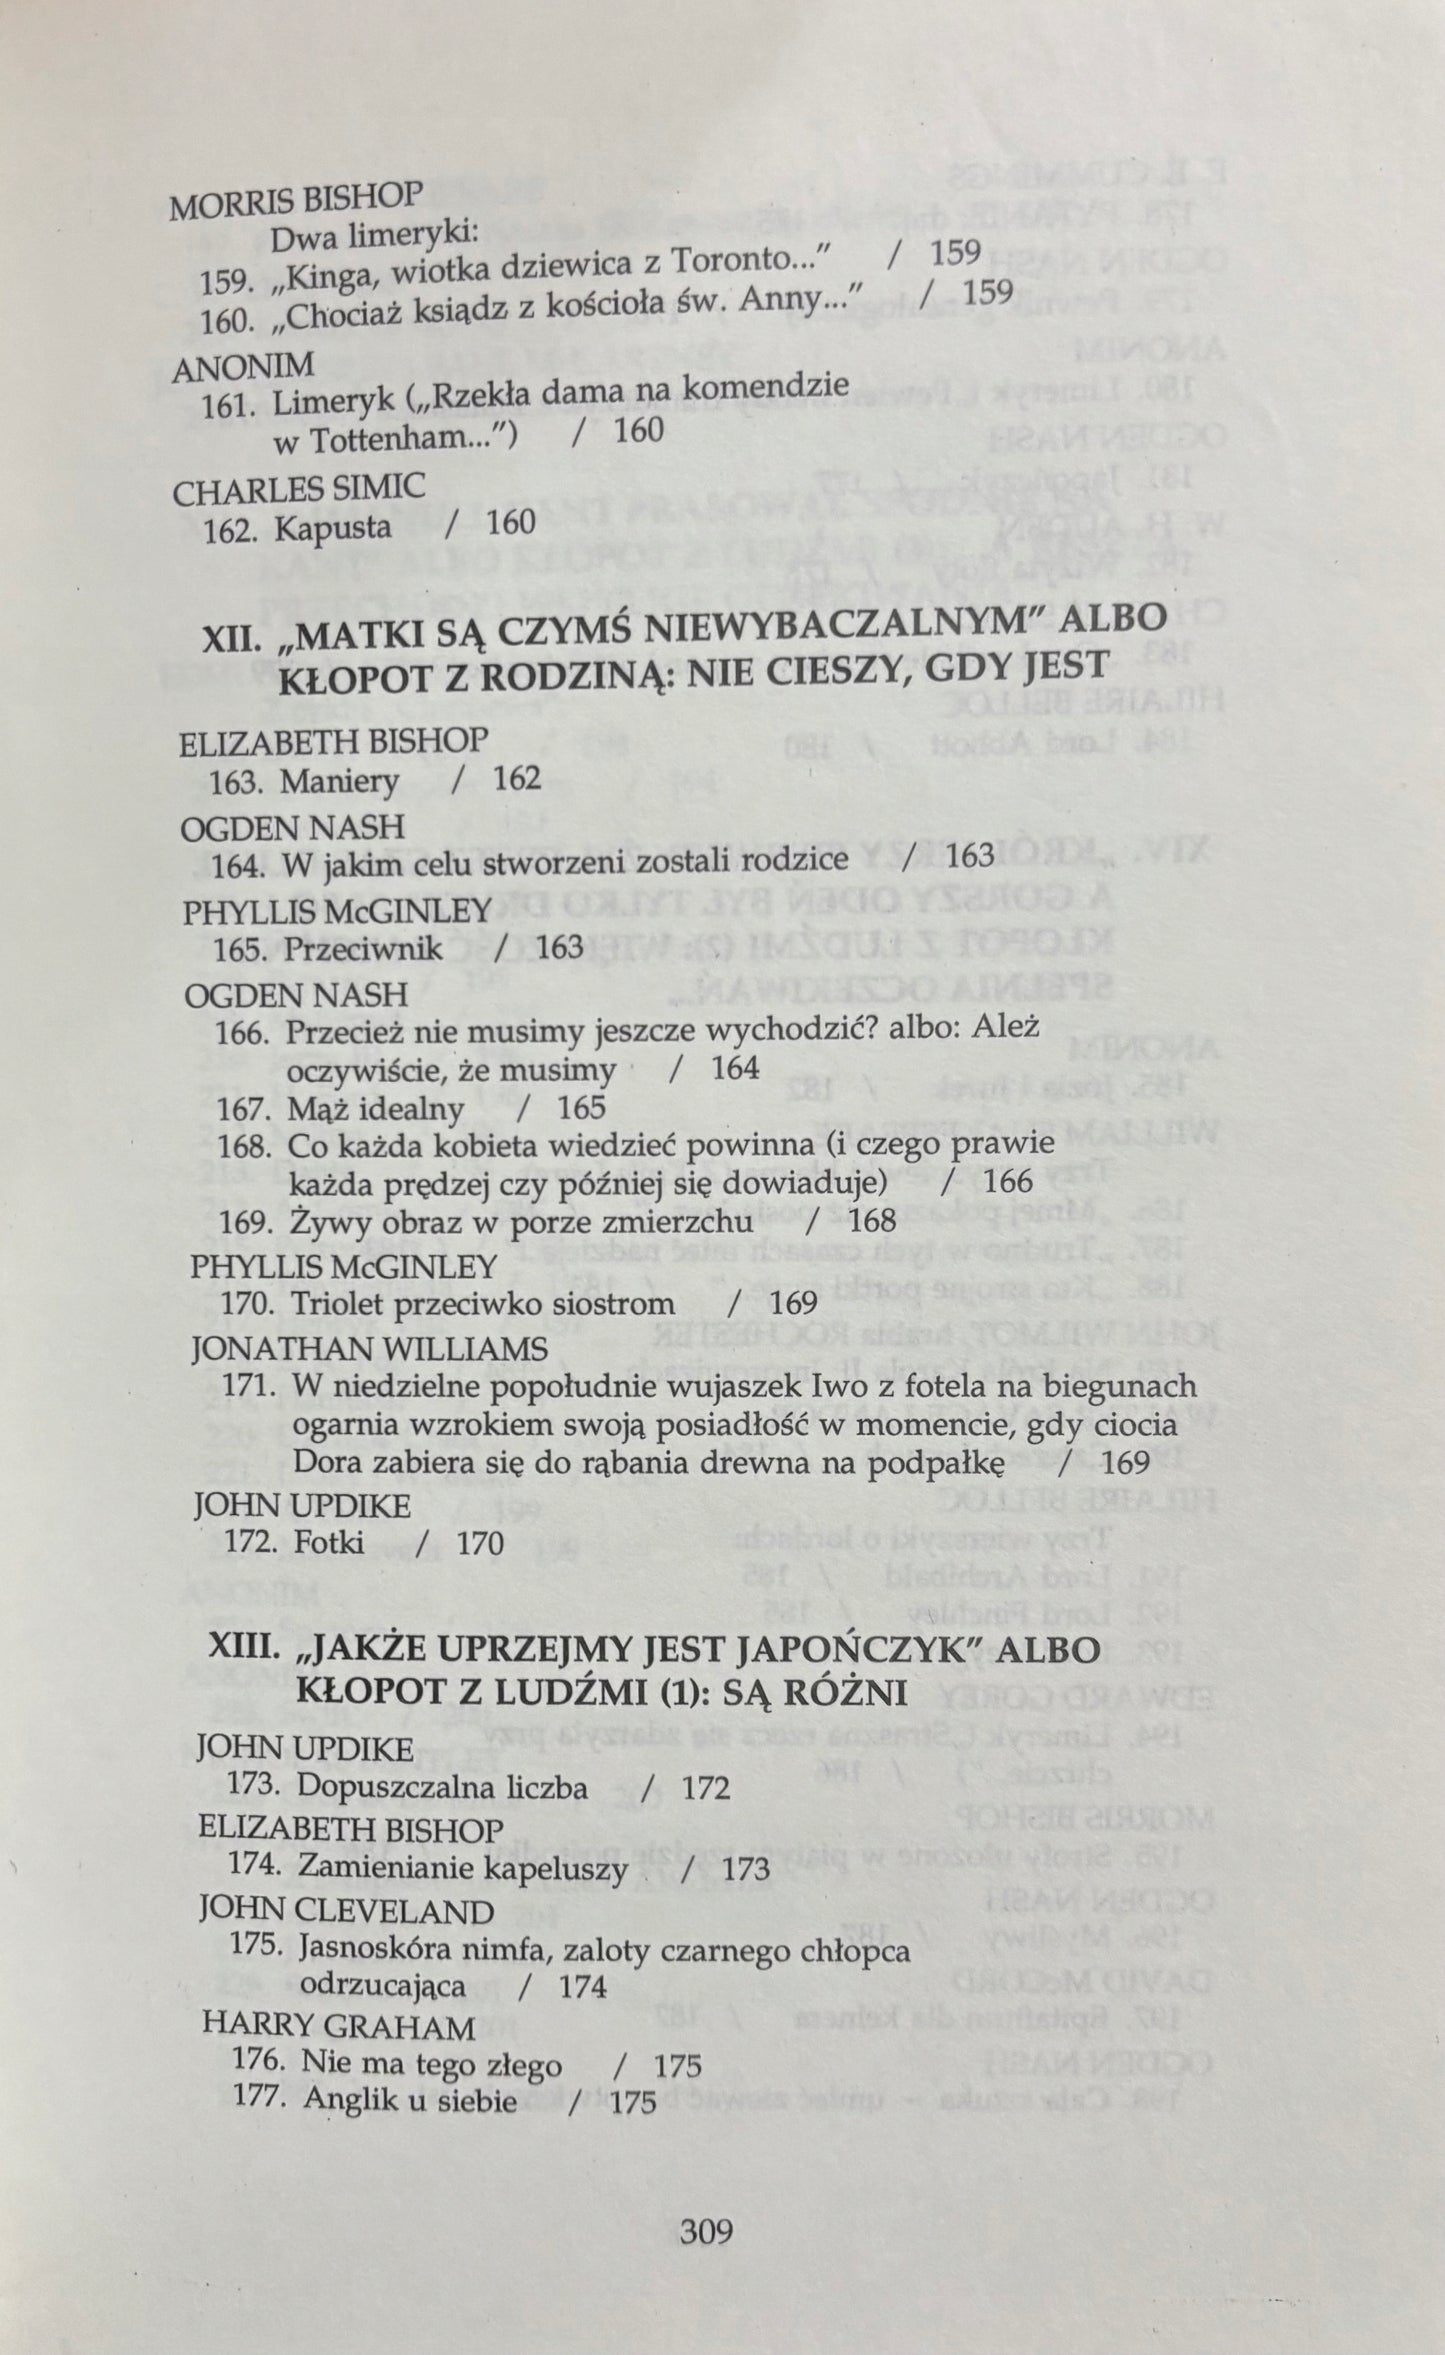 MORRIS BISHOP
Dwa limeryki:
159. „Kinga, wiotka dziewica z Toronto...” / 159
160. „Chociaż ksiądz z kościoła św. Anny...” / 159
ANONIM
161. Limeryk („Rzekła dama na komendzie
w Tottenham...”) / 160
CHARLES SIMIC
162. Kapusta / 160
XII. „MATKI SĄ CZYMŚ NIEWYBACZALNYM” ALBO
KŁOPOT Z RODZINĄ: NIE CIESZY, GDY JEST
ELIZABETH BISHOP
163. Maniery / 162
OGDEN NASH
164. W jakim celu stworzeni zostali rodzice / 163
PHYLLIS McGINLEY
165. Przeciwnik / 163
OGDEN NASH
166. Przecież nie musimy jeszcze wychodzić? albo: Ależ
oczywiście, że musimy / 164
167. Mąż idealny / 165
168. Co każda kobieta wiedzieć powinna (i czego prawie
każda prędzej czy później się dowiaduje) / 166
169. Żywy obraz w porze zmierzchu / 168
PHYLLIS McGINLEY
170. Triolet przeciwko siostrom / 169
JONATHAN WILLIAMS
171. W niedzielne popołudnie wujaszek Iwo z fotela na biegunach
ogarnia wzrokiem swoją posiadłość w momencie, gdy ciocia
Dora zabiera się do rąbania drewna na podpałkę / 169
JOHN UPDIKE
172. Fotki / 170
XIII. „JAKŻE UPRZEJMY JEST JAPOŃCZYK” ALBO
KŁOPOT Z LUDŹMI (1): SĄ RÓŻNI
JOHN UPDIKE
173. Dopuszczalna liczba / 172
ELIZABETH BISHOP
174. Zamienianie kapeluszy / 173
JOHN CLEVELAND
175. Jasnoskóra nimfa, zaloty czarnego chłopca
odrzucająca / 174
HARRY GRAHAM
176. Nie ma tego złego / 175
177. Anglik u siebie / 175
309